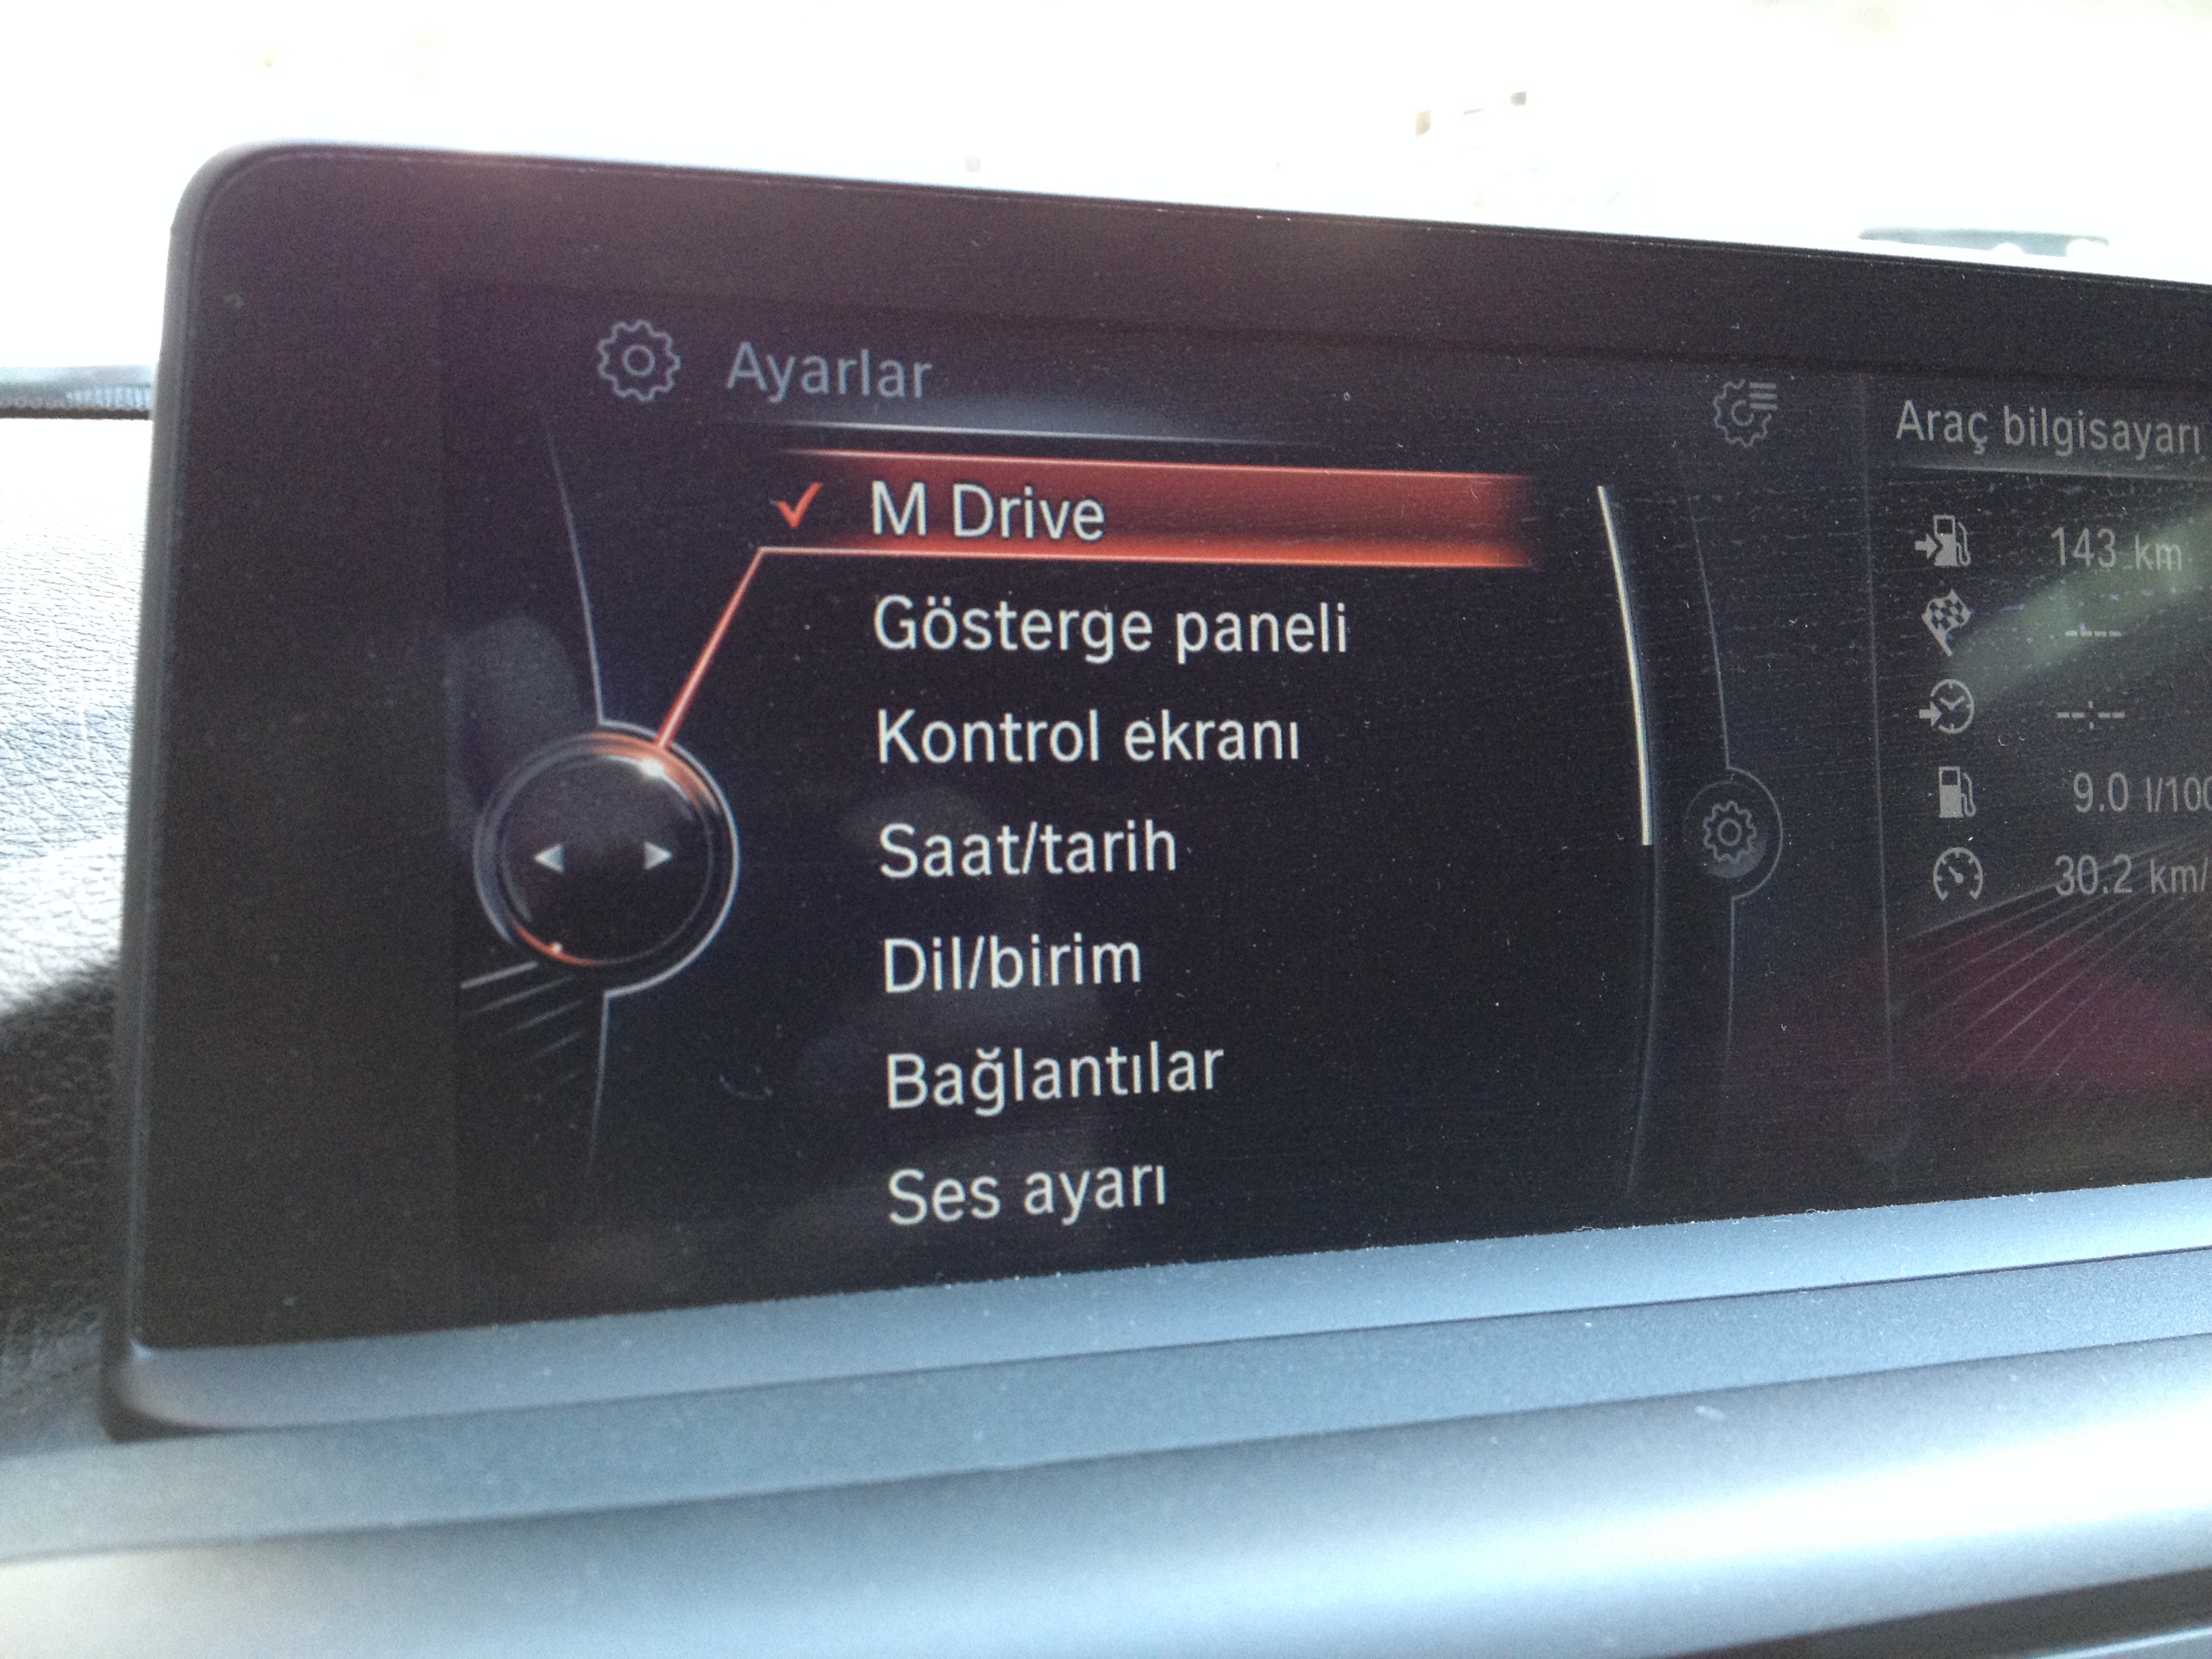 Ayarlar
M Drive
Gösterge paneli
Kontrol ekranı
Saat/tarih
Dil/birim
Bağlantılar
Ses ayarı
Araç bilgisayarı
143 km
----
--:--
9.0 l/100
30.2 km/